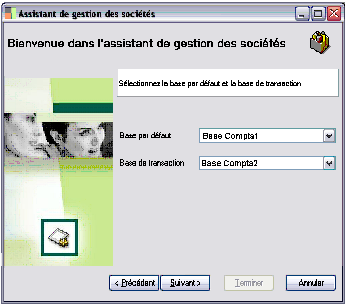 Assistant de gestion des sociétés
Bienvenue dans l'assistant de gestion des sociétés
Sélectionnez la base par défaut et la base de transaction
Base par défaut Base Compta1
Base de transaction Base Compta2
< Précédent Suivant > Terminer Annuler